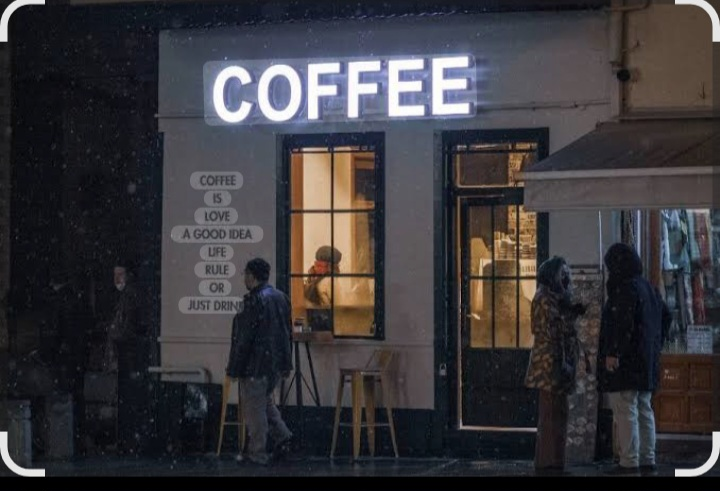 COFFEE
COFFEE
IS
LOVE
A GOOD IDEA
LIFE
RULE
OR
JUST DRIN